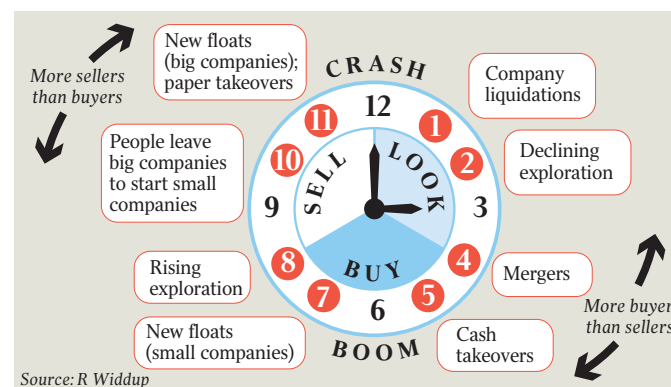 New floats
(big companies);
paper takeovers
More sellers
than buyers
CRASH
Company
liquidations
12
11
1
People leave
big companies
to start small
companies
10
2
SELL
LOOK
Declining
exploration
9
3
Rising
exploration
8
4
BUY
Mergers
7
5
6
New floats
(small companies)
BOOM
Cash
takeovers
More buyer
than sellers
Source: R Widdup